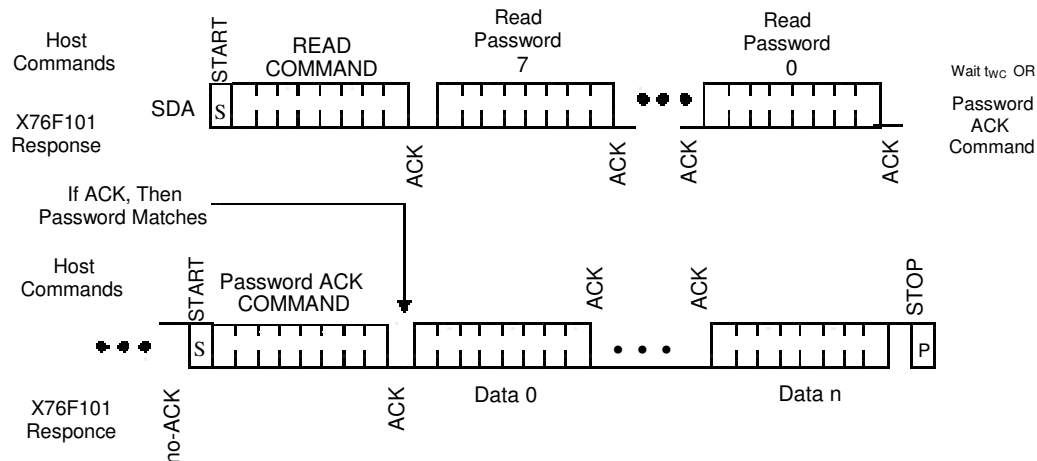 Host
Commands
START
READ
COMMAND
Read
Password
7
Read
Password
0
Wait tWC OR
Password
ACK
Command
SDA
S
X76F101
Response
ACK
ACK
ACK
ACK
If ACK, Then
Password Matches
Host
Commands
START
Password ACK
COMMAND
ACK
ACK
STOP
S
P
X76F101
Responce
no-ACK
ACK
Data 0
Data n